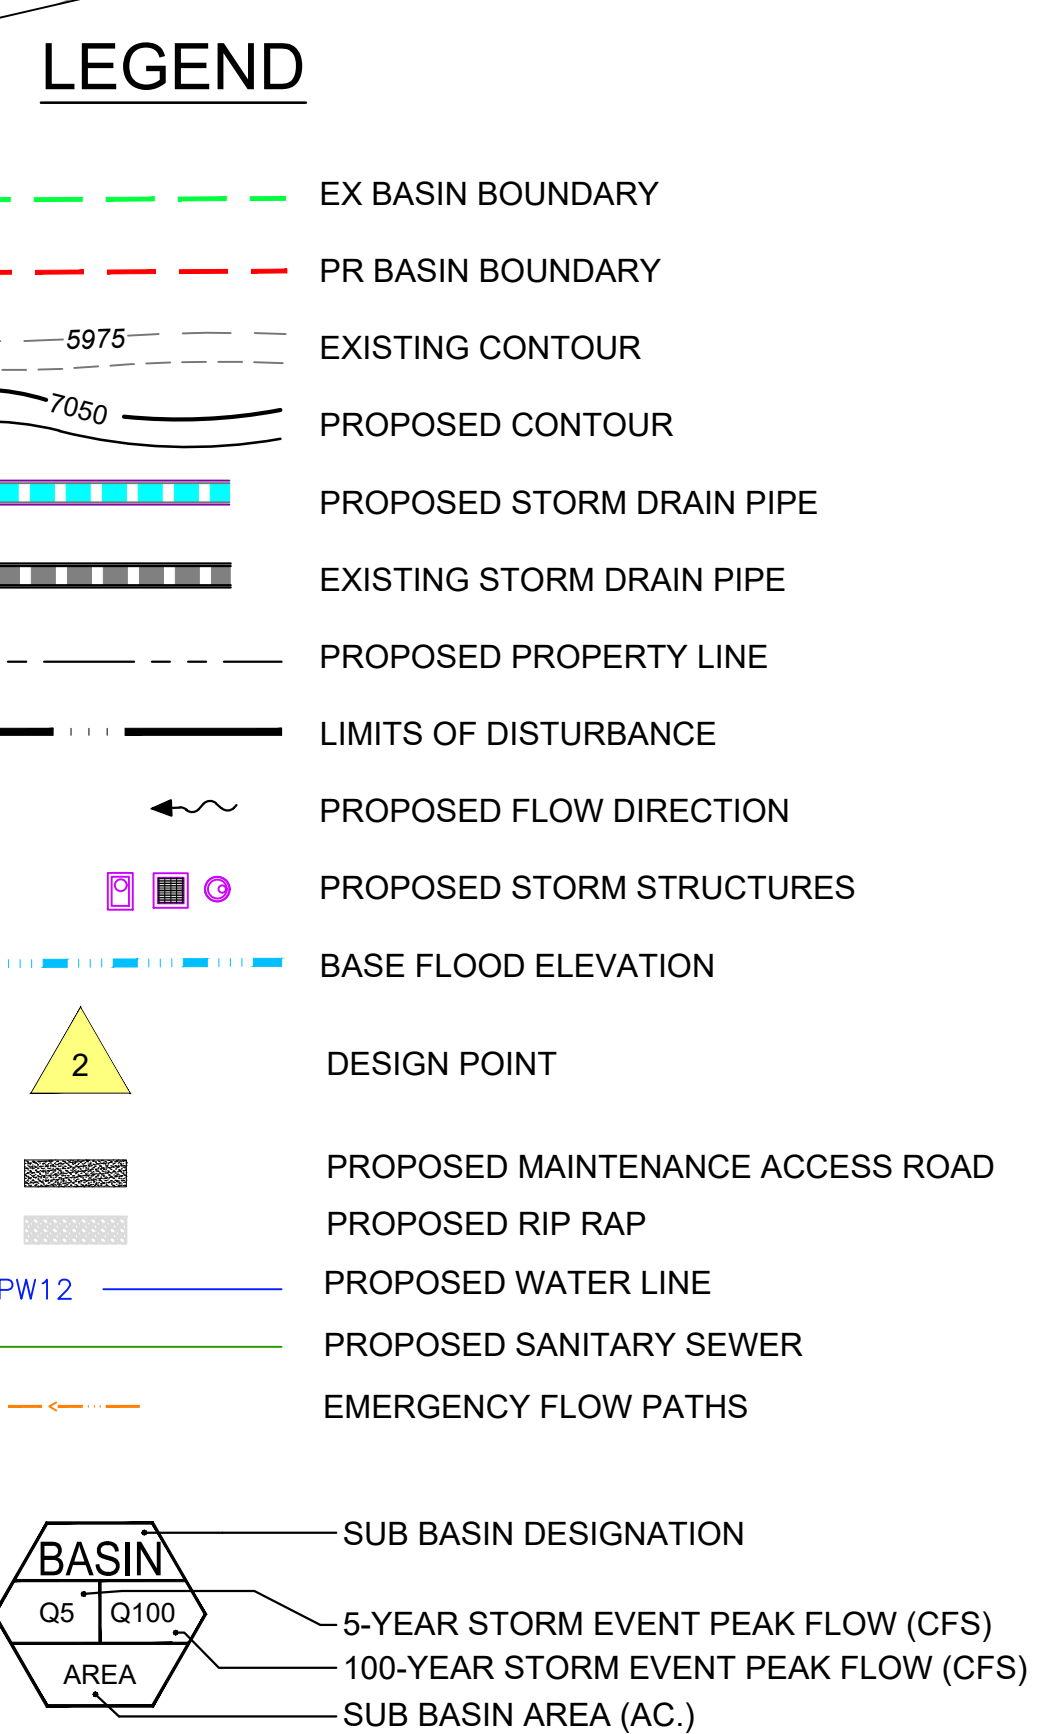 LEGEND
EX BASIN BOUNDARY
PR BASIN BOUNDARY
5975 EXISTING CONTOUR
7050 PROPOSED CONTOUR
PROPOSED STORM DRAIN PIPE
EXISTING STORM DRAIN PIPE
PROPOSED PROPERTY LINE
LIMITS OF DISTURBANCE
PROPOSED FLOW DIRECTION
PROPOSED STORM STRUCTURES
BASE FLOOD ELEVATION
2 DESIGN POINT
PROPOSED MAINTENANCE ACCESS ROAD
PROPOSED RIP RAP
PW12 PROPOSED WATER LINE
PROPOSED SANITARY SEWER
EMERGENCY FLOW PATHS
SUB BASIN DESIGNATION
BASIN
Q5 Q100
5-YEAR STORM EVENT PEAK FLOW (CFS)
100-YEAR STORM EVENT PEAK FLOW (CFS)
AREA
SUB BASIN AREA (AC.)